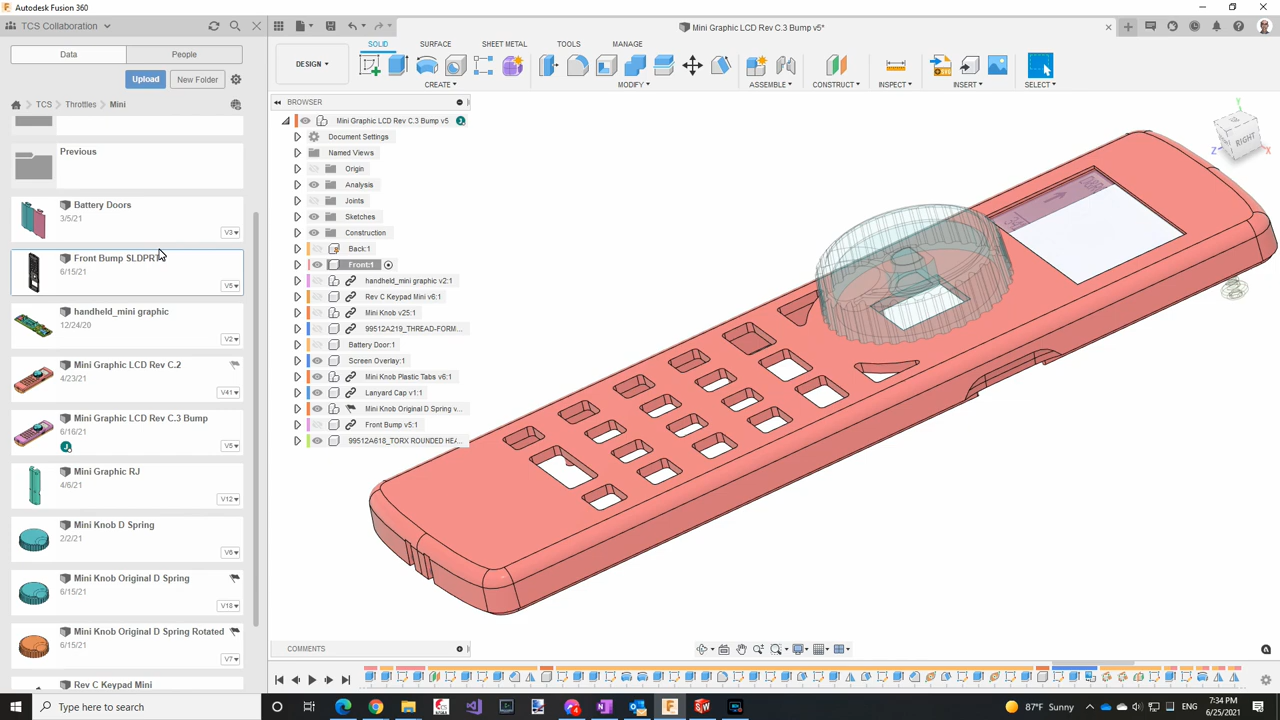 Autodesk Fusion 360
TCS Collaboration
Mini Graphic LCD Rev C.3 Bump v5*
Data People
Upload New Folder
TCS Throttles Mini
Previous
Battery Doors
3/5/21
V3
Front Bump SLDPRT
6/15/21
V5
handheld_mini graphic
12/24/20
V2
Mini Graphic LCD Rev C.2
4/23/21
V41
Mini Graphic LCD Rev C.3 Bump
6/16/21
J
V5
Mini Graphic RJ
4/6/21
V12
Mini Knob D Spring
2/2/21
V6
Mini Knob Original D Spring
6/15/21
V18
Mini Knob Original D Spring Rotated
6/15/21
V7
Rev C Keypad Mini
DESIGN
SOLID SURFACE SHEET METAL TOOLS MANAGE
CREATE MODIFY ASSEMBLE CONSTRUCT INSPECT INSERT SELECT
BROWSER
Mini Graphic LCD Rev C.3 Bump v5
Document Settings
Named Views
Origin
Analysis
Joints
Sketches
Construction
Back:1
Front:1
handheld_mini graphic v2:1
Rev C Keypad Mini v6:1
Mini Knob v25:1
99512A219_THREAD-FORM...
Battery Door:1
Screen Overlay:1
Mini Knob Plastic Tabs v6:1
Lanyard Cap v1:1
Mini Knob Original D Spring v...
Front Bump v5:1
99512A618_TORX ROUNDED HEA...
COMMENTS
Y
Z
X
RIGHT
Type here to search
87°F Sunny
7:34 PM
6/25/2021